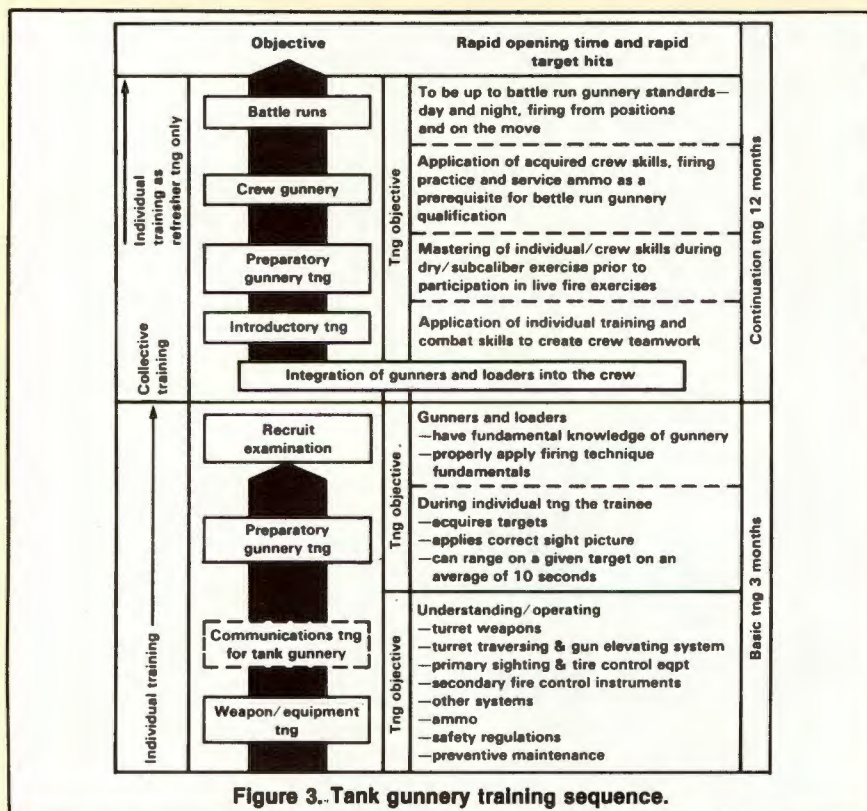 Objective
Rapid opening time and rapid
target hits
Individual
training as
refresher tng only
Collective
training
Battle runs
Crew gunnery
Preparatory
gunnery tng
Introductory tng
Tng objective
To be up to battle run gunnery standards—
day and night, firing from positions
and on the move
Application of acquired crew skills, firing
practice and service ammo as a
prerequisite for bettle run gunnery
qualification
Mastering of individual/crew skills during
dry/subcaliber exercise prior to
participation in live fire exercises
Application of individual training and
combat skills to create crew teamwork
Continuation tng 12 months
Integration of gunners and loaders into the crew
Individual training
Recruit
examination
Preparatory
gunnery tng
Communications tng
for tank gunnery
Weapon/equipment
tng
Tng objective
Gunners and loaders
—have fundamental knowledge of gunnery
—properly apply firing technique
fundamentals
During individual tng the trainee
—acquires targets
—applies correct sight picture
—can range on a given target on an
average of 10 seconds
Tng objective
Understanding/operating
—turret weapons
—turret traversing & gun elevating system
—primary sighting & tire control eqpt
—secondary fire control instruments
—other systems
—ammo
—safety regulations
—preventive maintenance
Basic tng 3 months
Figure 3. Tank gunnery training sequence.